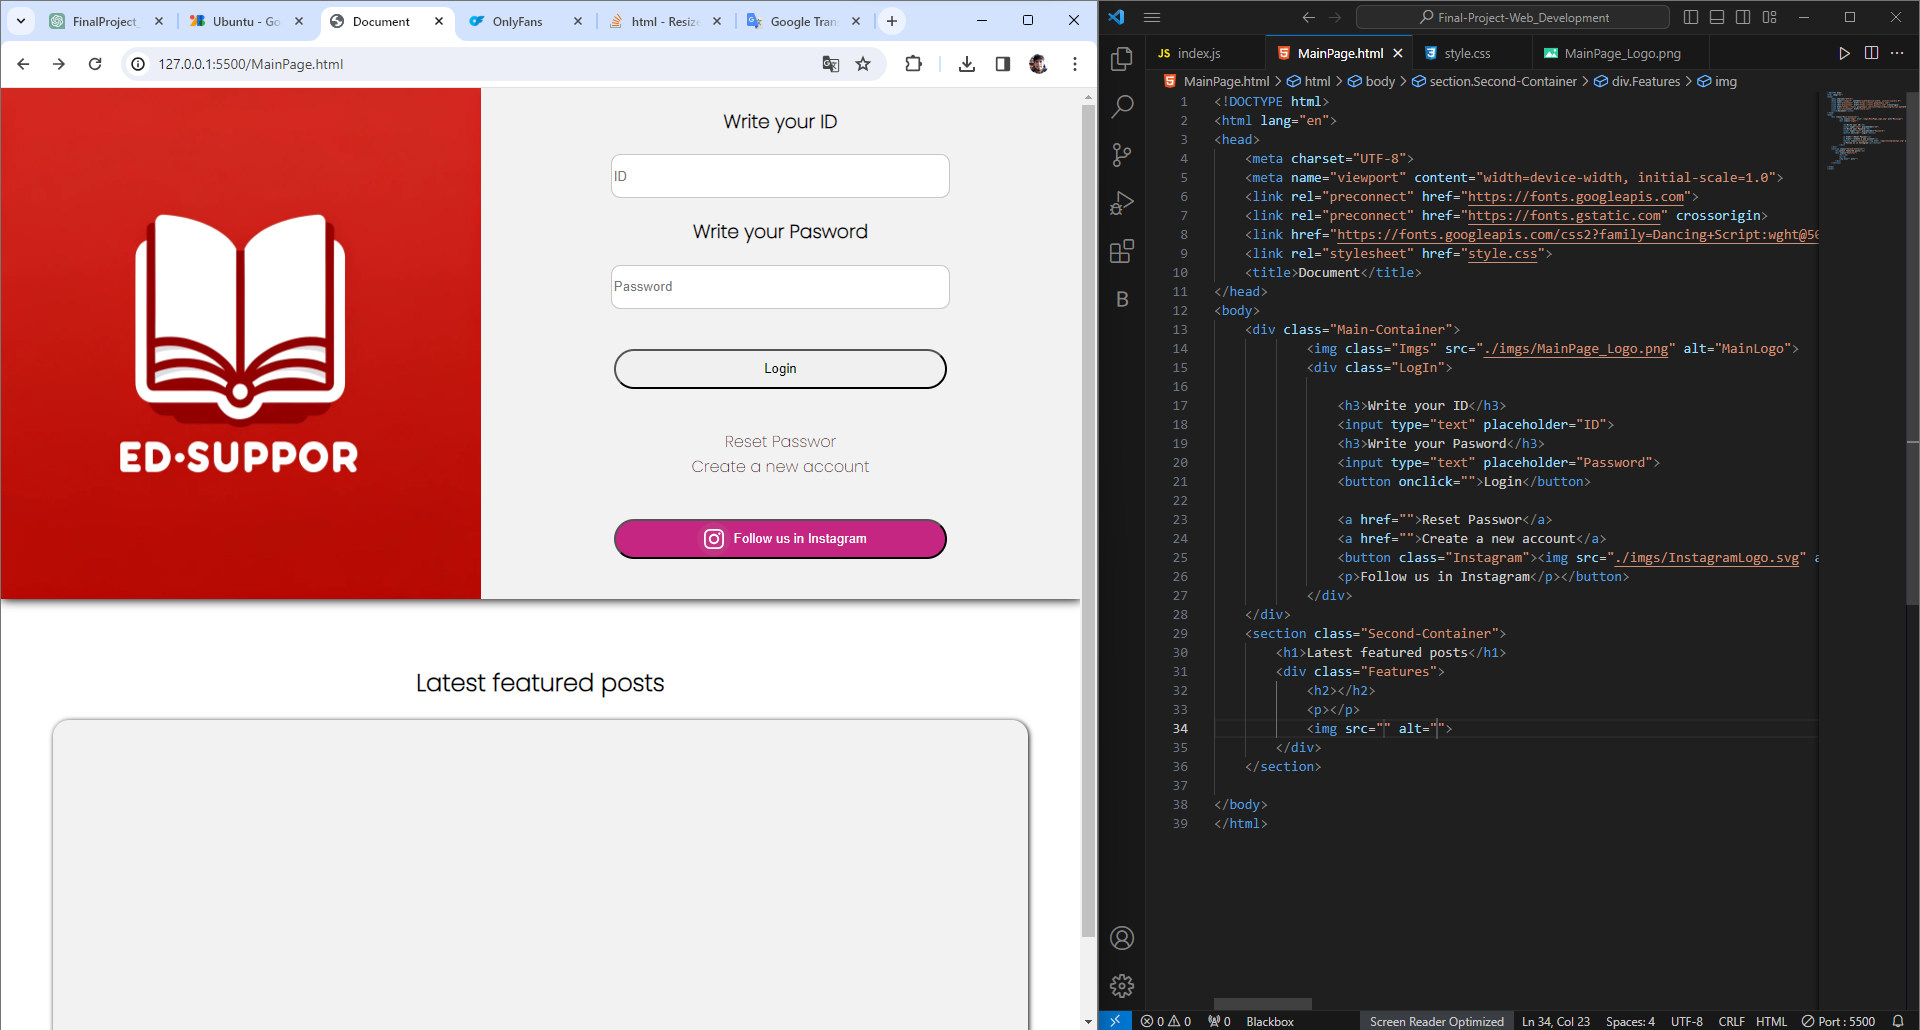 FinalProject_
Ubuntu - Go
Document
OnlyFans
html - Resize
Google Tran
127.0.0.1:5500/MainPage.html
ED·SUPPOR
Write your ID
ID
Write your Pasword
Password
Login
Reset Passwor
Create a new account
Follow us in Instagram
Latest featured posts
Final-Project-Web_Development
JS index.js
MainPage.html
style.css
MainPage_Logo.png
MainPage.html > html > body > section.Second-Container > div.Features > img
1 <!DOCTYPE html>
2 <html lang="en">
3 <head>
4 <meta charset="UTF-8">
5 <meta name="viewport" content="width=device-width, initial-scale=1.0">
6 <link rel="preconnect" href="https://fonts.googleapis.com">
7 <link rel="preconnect" href="https://fonts.gstatic.com" crossorigin>
8 <link href="https://fonts.googleapis.com/css2?family=Dancing+Script:wght@50
9 <link rel="stylesheet" href="style.css">
10 <title>Document</title>
11 </head>
12 <body>
13 <div class="Main-Container">
14 <img class="Imgs" src="./imgs/MainPage_Logo.png" alt="MainLogo">
15 <div class="LogIn">
16
17 <h3>Write your ID</h3>
18 <input type="text" placeholder="ID">
19 <h3>Write your Pasword</h3>
20 <input type="text" placeholder="Password">
21 <button onclick="">Login</button>
22
23 <a href="">Reset Passwor</a>
24 <a href="">Create a new account</a>
25 <button class="Instagram"><img src="./imgs/InstagramLogo.svg" a
26 <p>Follow us in Instagram</p></button>
27 </div>
28 </div>
29 <section class="Second-Container">
30 <h1>Latest featured posts</h1>
31 <div class="Features">
32 <h2></h2>
33 <p></p>
34 <img src="" alt="">
35 </div>
36 </section>
37
38 </body>
39 </html>
B
0 0 0 Blackbox Screen Reader Optimized Ln 34, Col 23 Spaces: 4 UTF-8 CRLF HTML Port : 5500